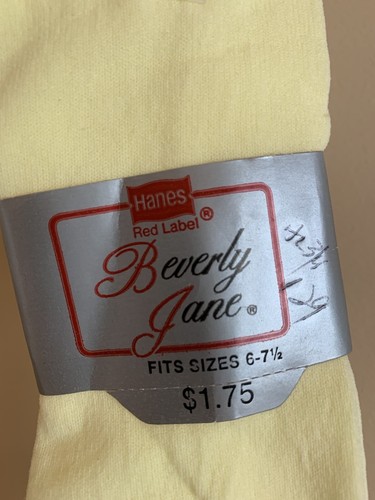 Hanes
Red Label®
Beverly
Jane®
FITS SIZES 6-7½
$1.75